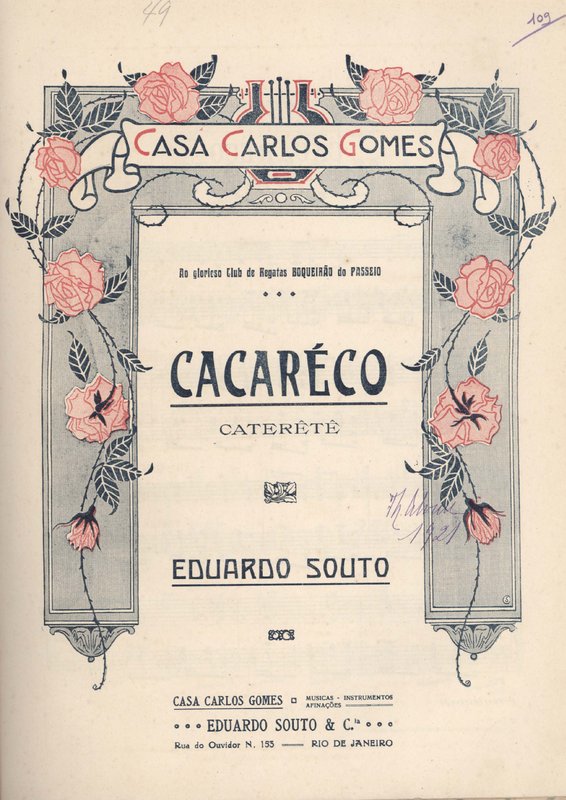 49
109
CASA CARLOS GOMES
Ao glorioso Club de Regatas BOQUEIRÃO do PASSEIO
CACARÉCO
CATERÊTÊ
1921
EDUARDO SOUTO
CASA CARLOS GOMES MUSICAS - INSTRUMENTOS
AFINAÇÕES
EDUARDO SOUTO & C.ia
Rua do Ouvidor N. 153 — RIO DE JANEIRO